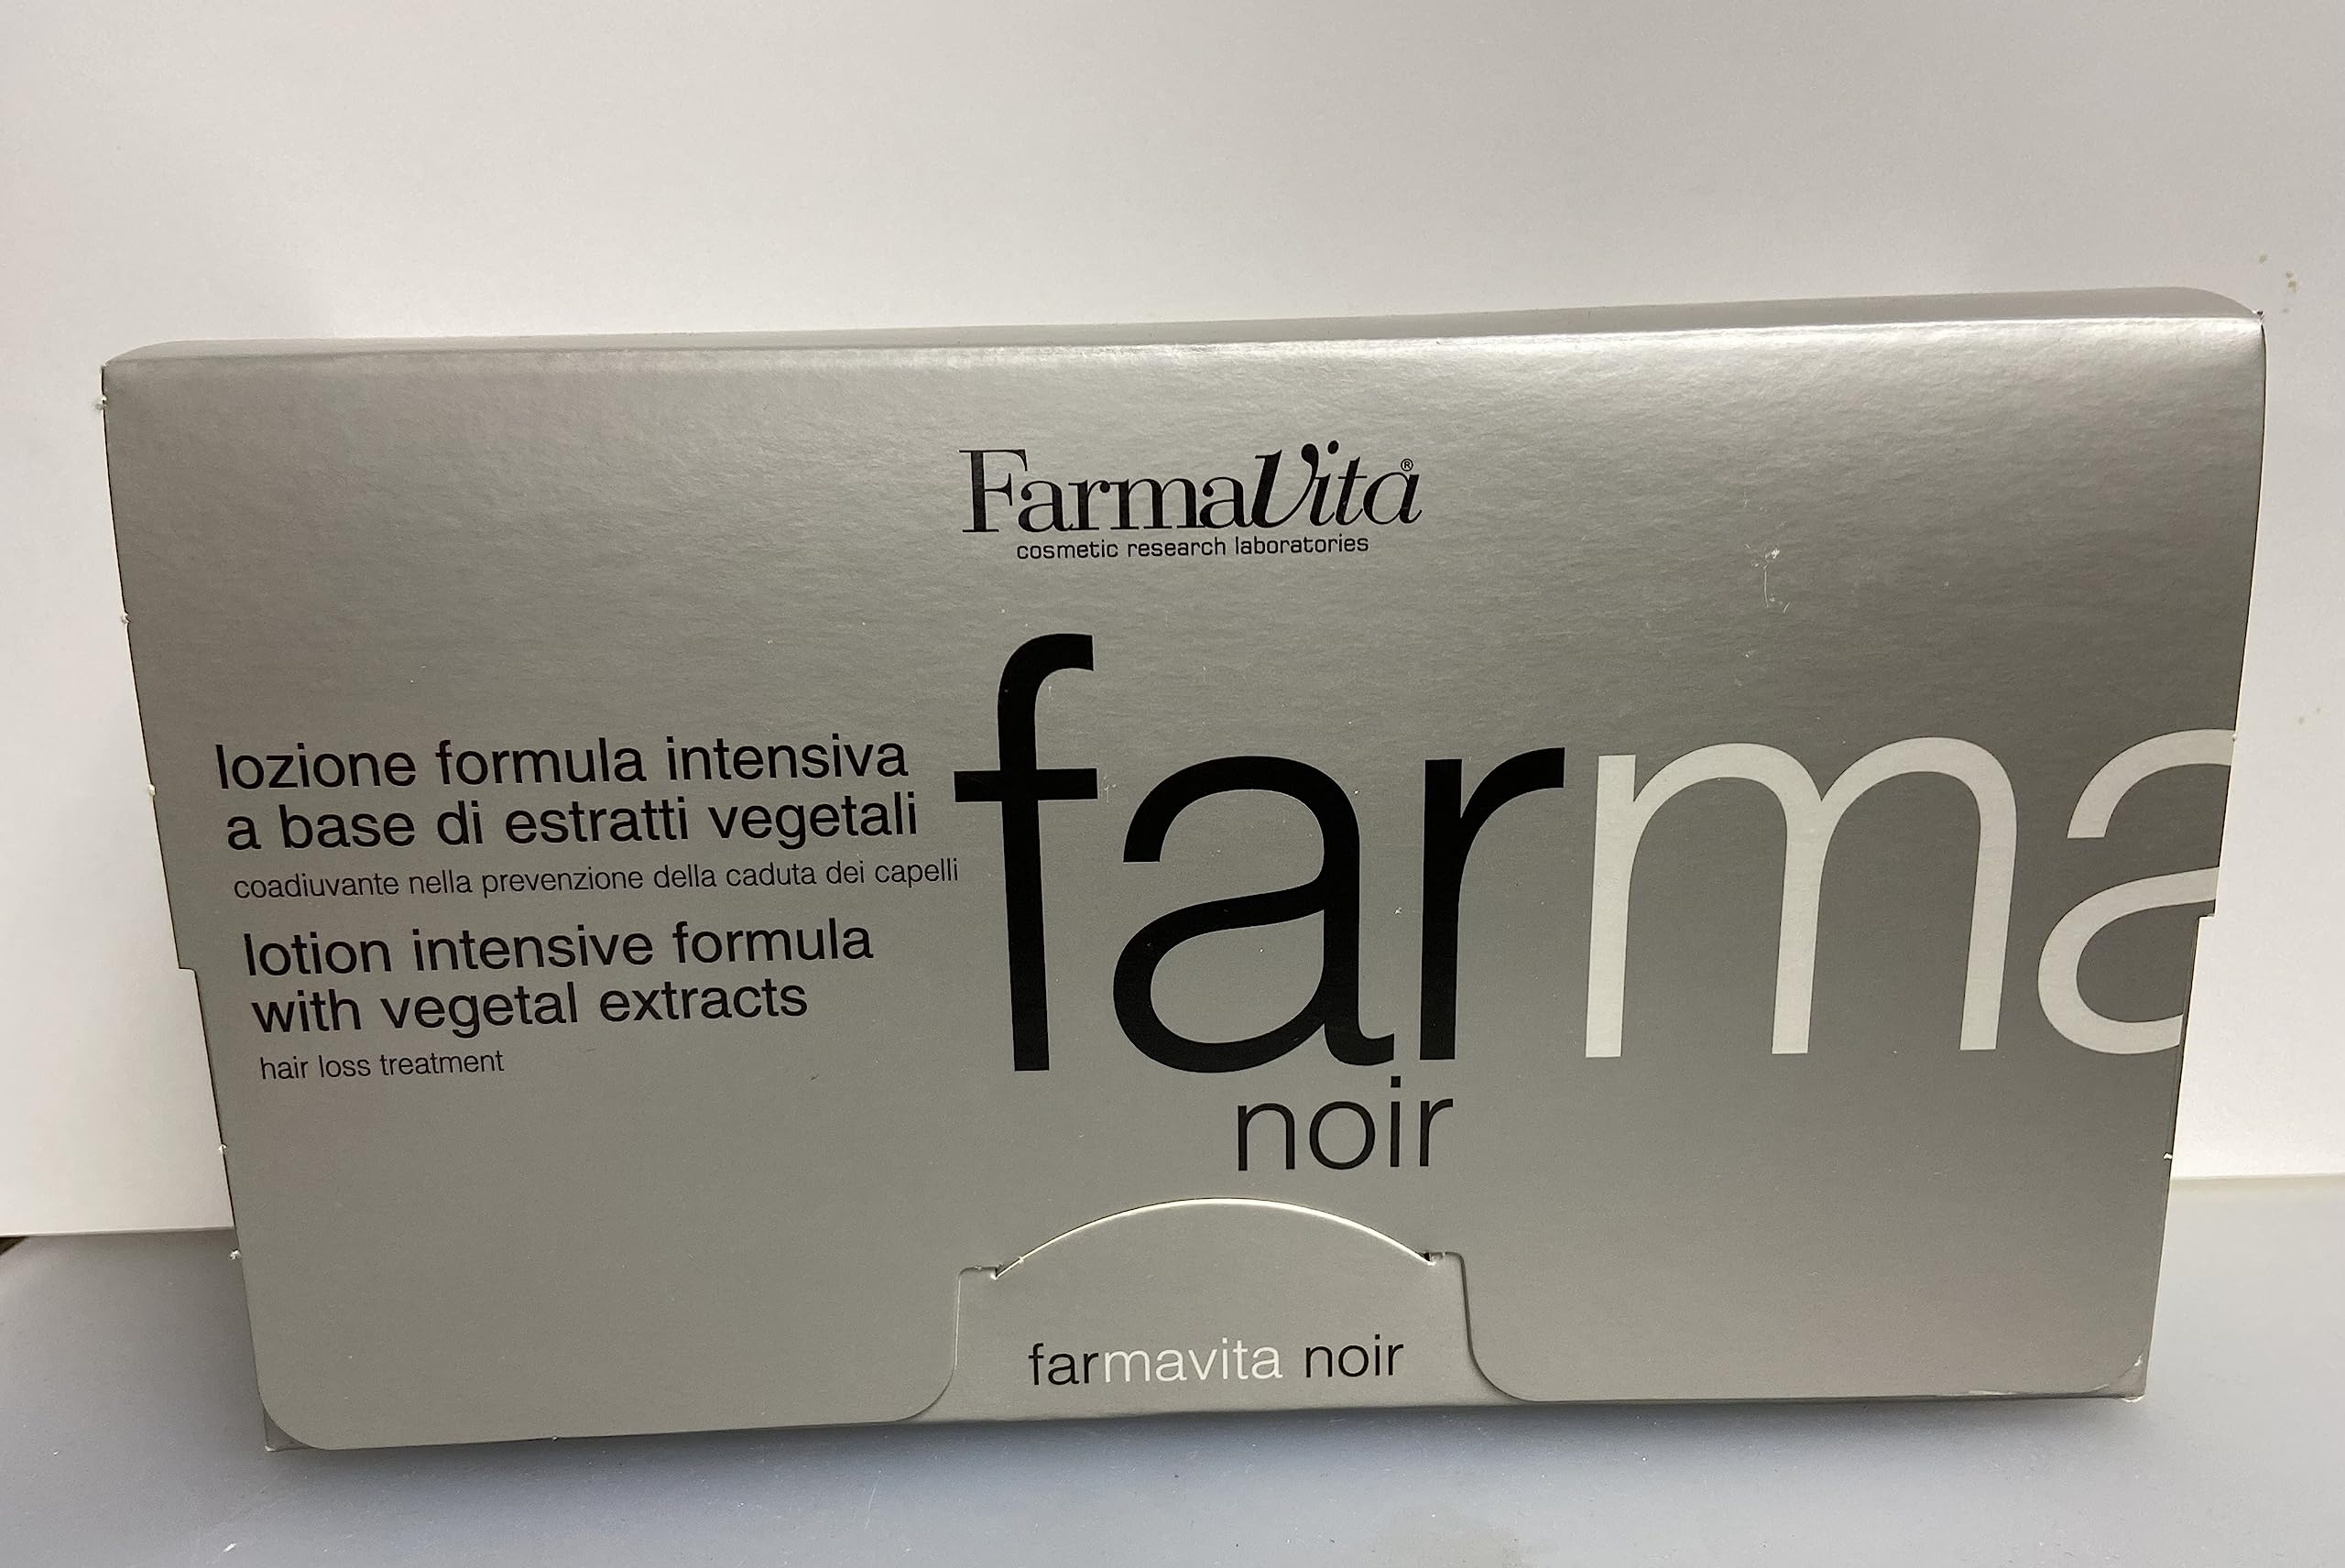 FarmaVita®
cosmetic research laboratories
lozione formula intensiva
a base di estratti vegetali
coadiuvante nella prevenzione della caduta dei capelli
lotion intensive formula
with vegetal extracts
hair loss treatment
farma
noir
farmavita noir